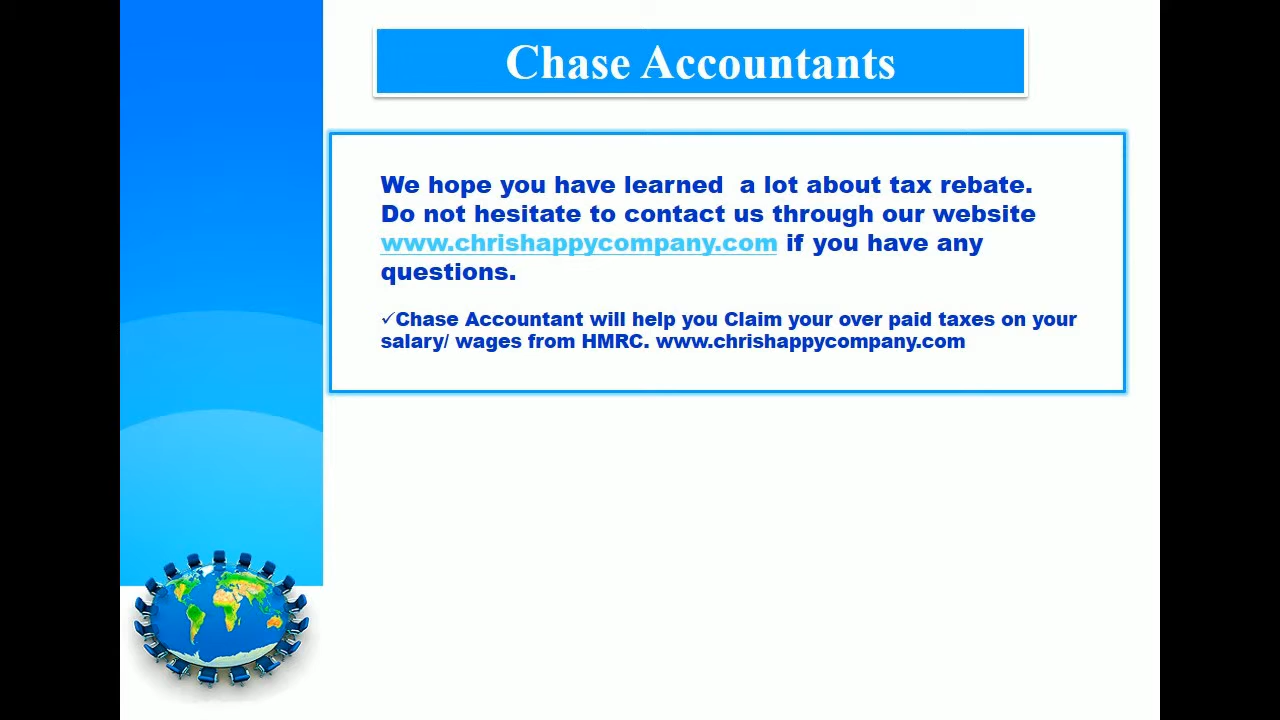 Chase Accountants
We hope you have learned  a lot about tax rebate.
Do not hesitate to contact us through our website
www.chrishappycompany.com if you have any
questions.
✓Chase Accountant will help you Claim your over paid taxes on your
salary/ wages from HMRC. www.chrishappycompany.com